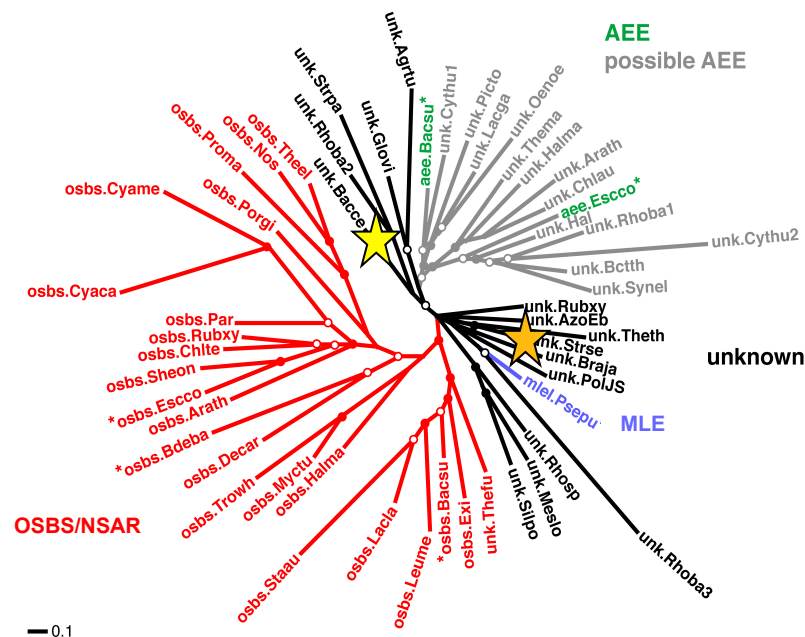 AEE
possible AEE
unk.Agrtu
unk.Strpa
unk.Rhoba2
unk.Glovi
unk.Bacce
aee.Bacsu*
unk.Cythu1
unk.Picto
unk.Lacga
unk.Oenoe
unk.Thema
unk.Halma
unk.Arath
unk.Chlau
aee.Escco*
unk.Hal
unk.Rhoba1
unk.Cythu2
unk.Bctth
unk.Synel
unk.Rubxy
unk.AzoEb
unk.Theth
unk.Strse
unk.Braja
unk.PolJS
unknown
mlel.Psepu
MLE
unk.Rhosp
unk.Meslo
unk.Silpo
unk.Rhoba3
osbs.Theel
osbs.Nos
osbs.Proma
osbs.Porgi
osbs.Cyame
osbs.Cyaca
osbs.Par
osbs.Rubxy
osbs.Chlte
osbs.Sheon
*osbs.Escco
osbs.Arath
*osbs.Bdeba
osbs.Decar
osbs.Trowh
osbs.Myctu
osbs.Halma
osbs.Staau
osbs.Lacla
osbs.Leume
*osbs.Bacsu
osbs.Exi
unk.Thefu
OSBS/NSAR
0.1